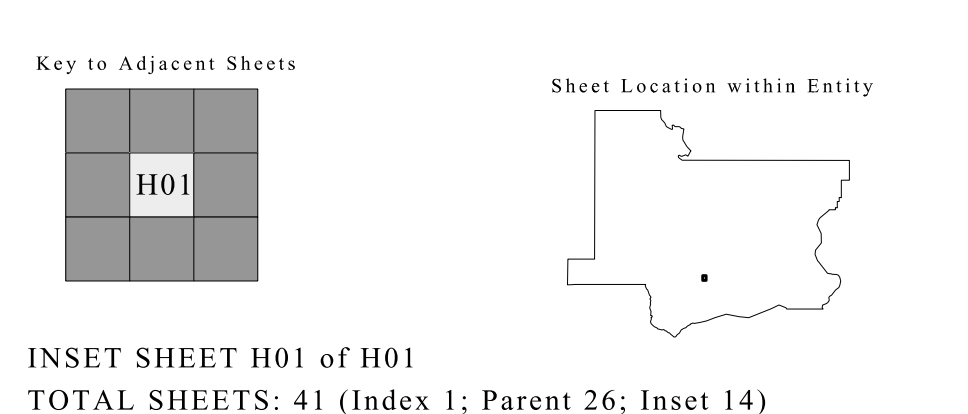 Key to Adjacent Sheets
Sheet Location within Entity
H01
INSET SHEET H01 of H01
TOTAL SHEETS: 41 (Index 1; Parent 26; Inset 14)